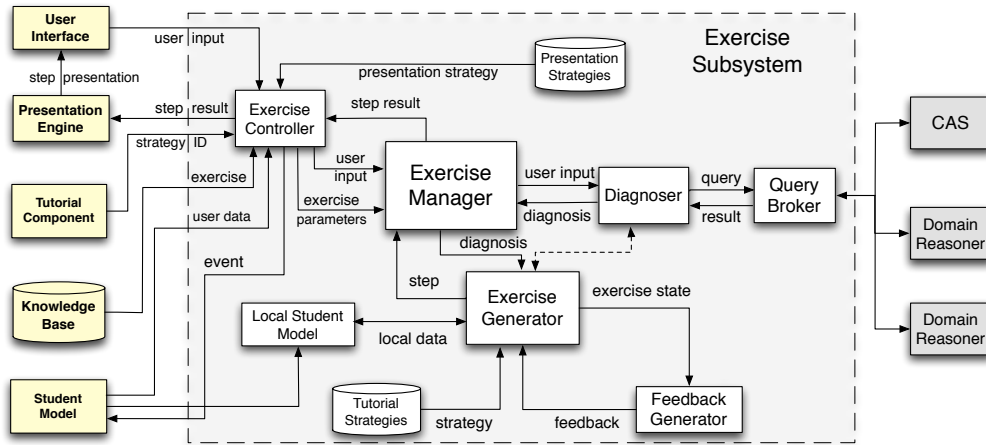 User
Interface
user input
Exercise
Subsystem
Presentation
Strategies
presentation strategy
step presentation
Presentation
Engine
step result
Exercise
Controller
step result
CAS
strategy ID
exercise
user
input
Exercise
Manager
user input
Diagnoser
query
Query
Broker
diagnosis
result
Tutorial
Component
user data
exercise
parameters
Domain
Reasoner
diagnosis
event
step
Knowledge
Base
Exercise
Generator
exercise state
Local Student
Model
local data
Domain
Reasoner
Student
Model
Tutorial
Strategies
strategy
feedback
Feedback
Generator